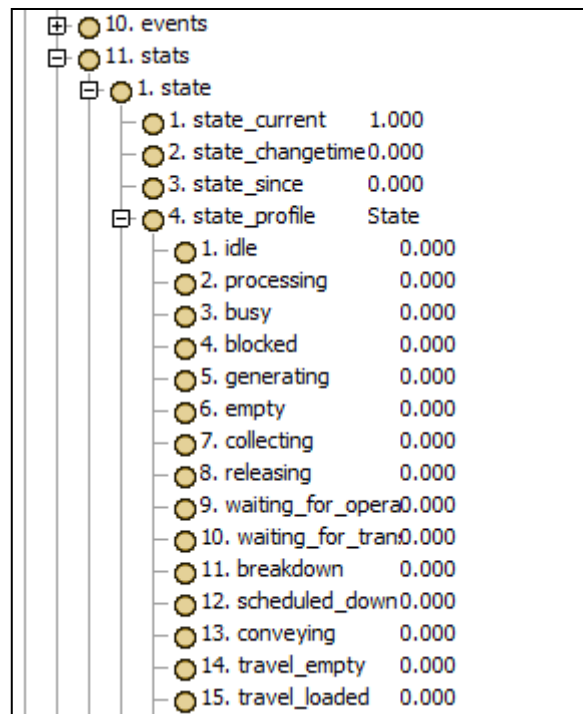 10. events
11. stats
1. state
1. state_current 1.000
2. state_changetime 0.000
3. state_since 0.000
4. state_profile State
1. idle 0.000
2. processing 0.000
3. busy 0.000
4. blocked 0.000
5. generating 0.000
6. empty 0.000
7. collecting 0.000
8. releasing 0.000
9. waiting_for_opera 0.000
10. waiting_for_tran 0.000
11. breakdown 0.000
12. scheduled_down 0.000
13. conveying 0.000
14. travel_empty 0.000
15. travel_loaded 0.000